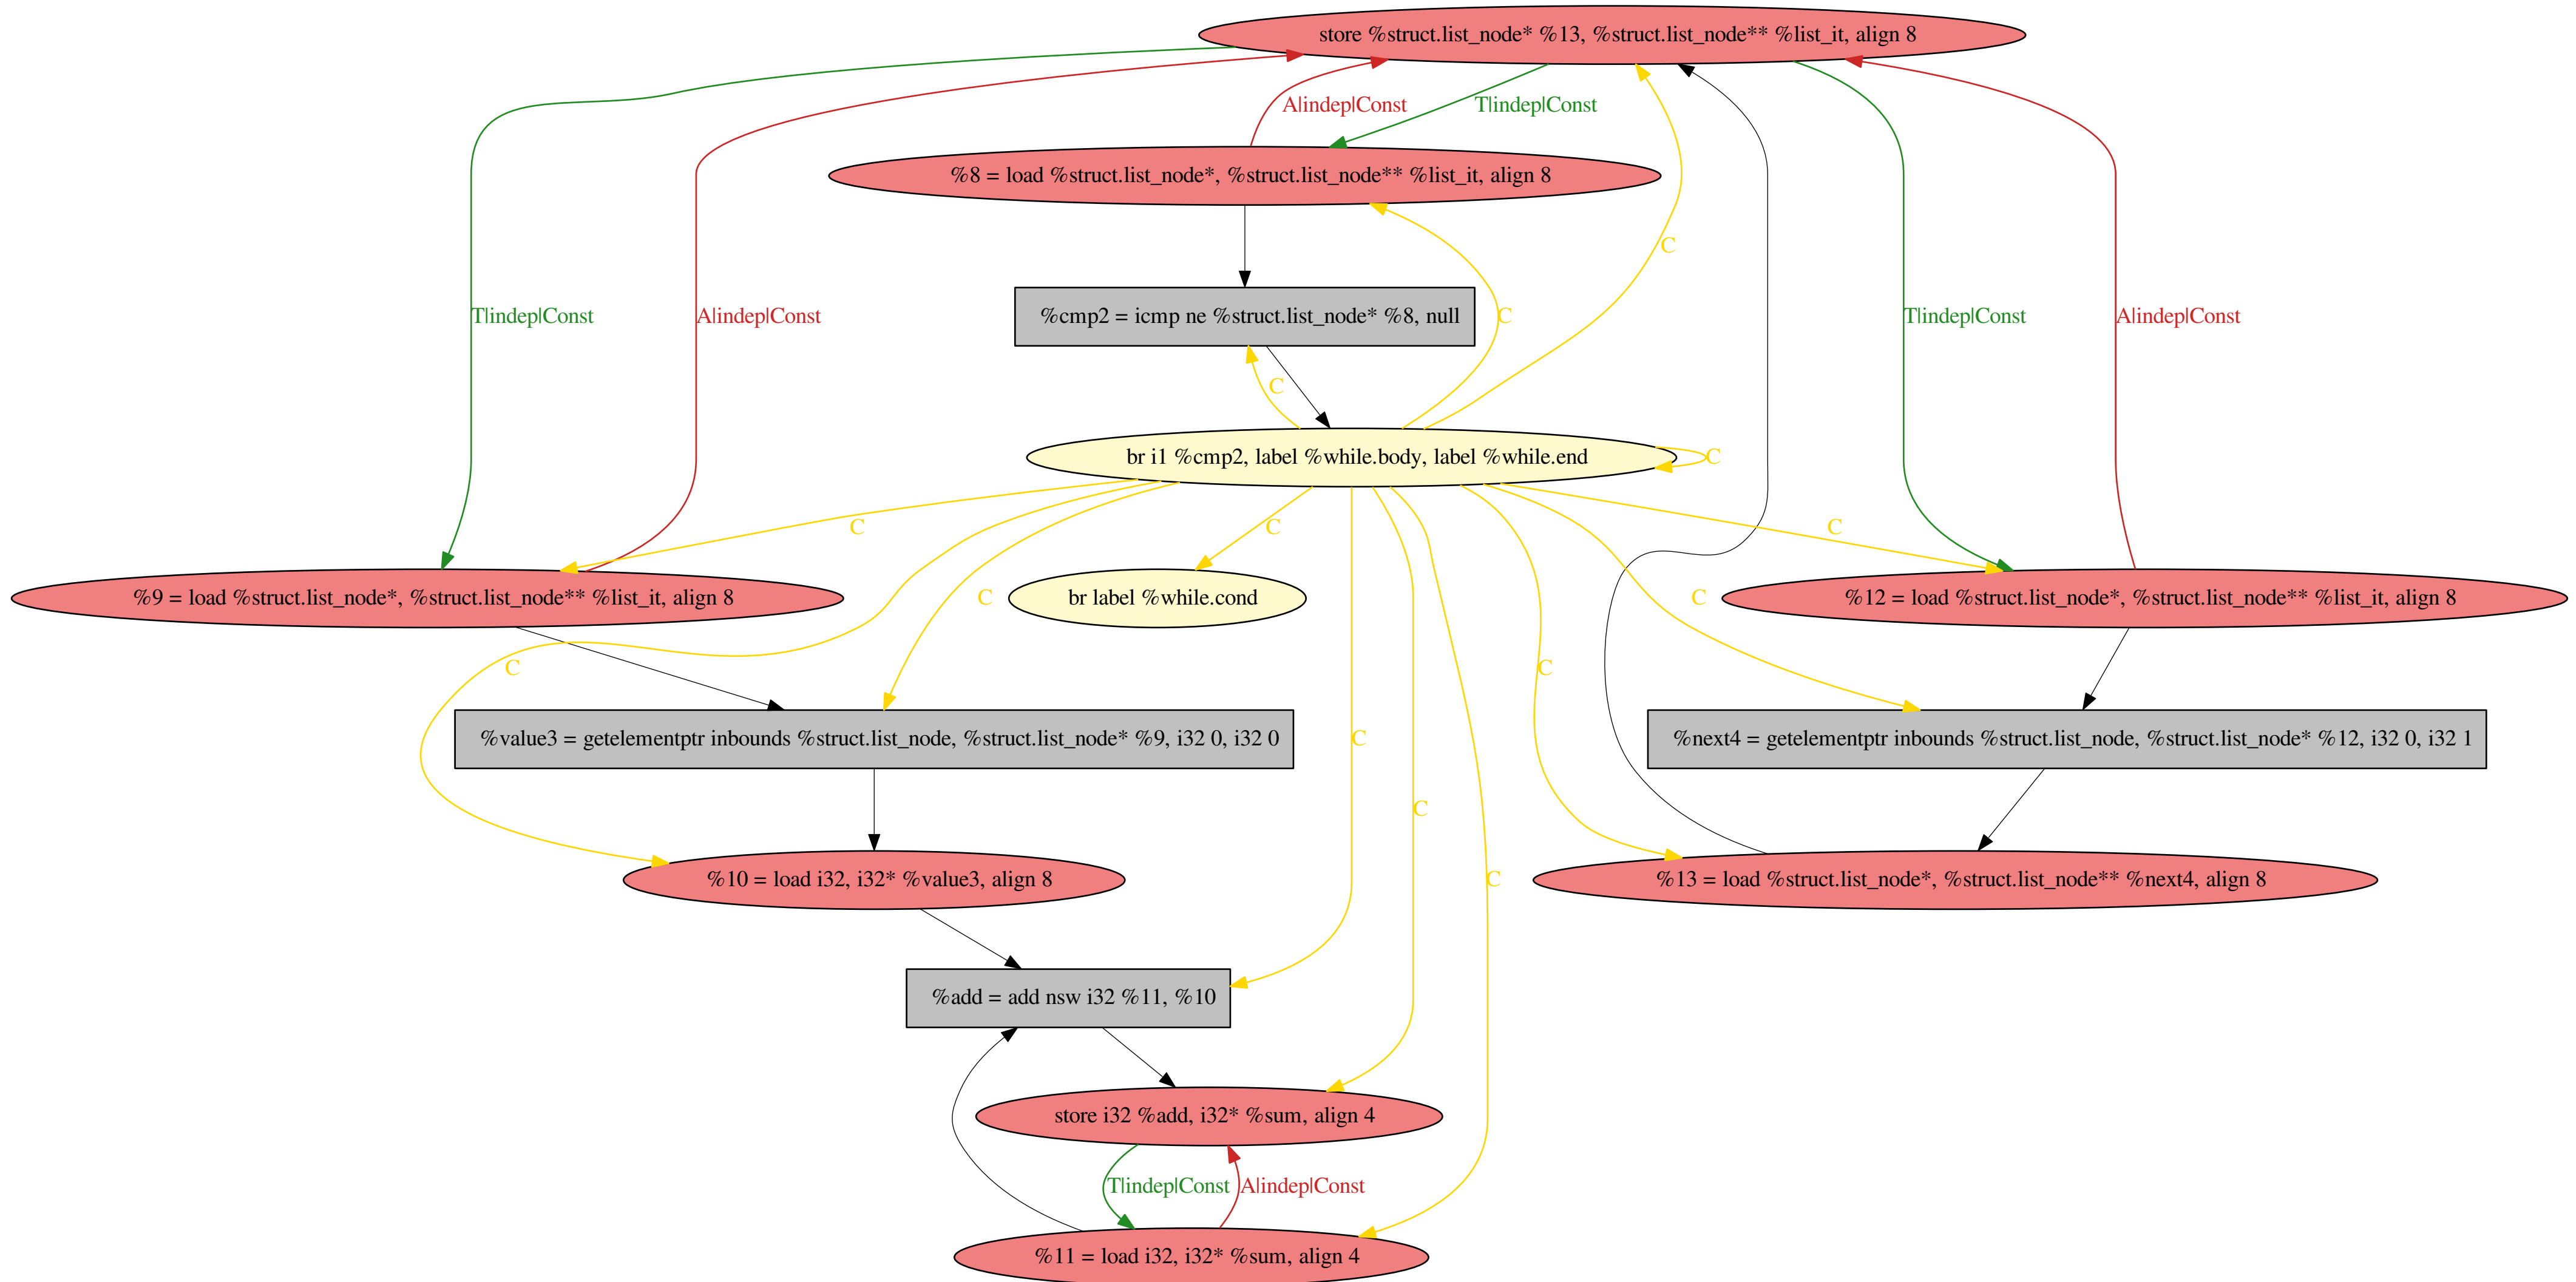 store %struct.list_node* %13, %struct.list_node** %list_it, align 8
A|indep|Const
T|indep|Const
%8 = load %struct.list_node*, %struct.list_node** %list_it, align 8
C
T|indep|Const
A|indep|Const
%cmp2 = icmp ne %struct.list_node* %8, null
C
T|indep|Const
A|indep|Const
C
br i1 %cmp2, label %while.body, label %while.end
C
C
C
C
%9 = load %struct.list_node*, %struct.list_node** %list_it, align 8
C
br label %while.cond
C
%12 = load %struct.list_node*, %struct.list_node** %list_it, align 8
C
C
%value3 = getelementptr inbounds %struct.list_node, %struct.list_node* %9, i32 0, i32 0
C
%next4 = getelementptr inbounds %struct.list_node, %struct.list_node* %12, i32 0, i32 1
C
%10 = load i32, i32* %value3, align 8
C
%13 = load %struct.list_node*, %struct.list_node** %next4, align 8
%add = add nsw i32 %11, %10
store i32 %add, i32* %sum, align 4
T|indep|Const
A|indep|Const
%11 = load i32, i32* %sum, align 4